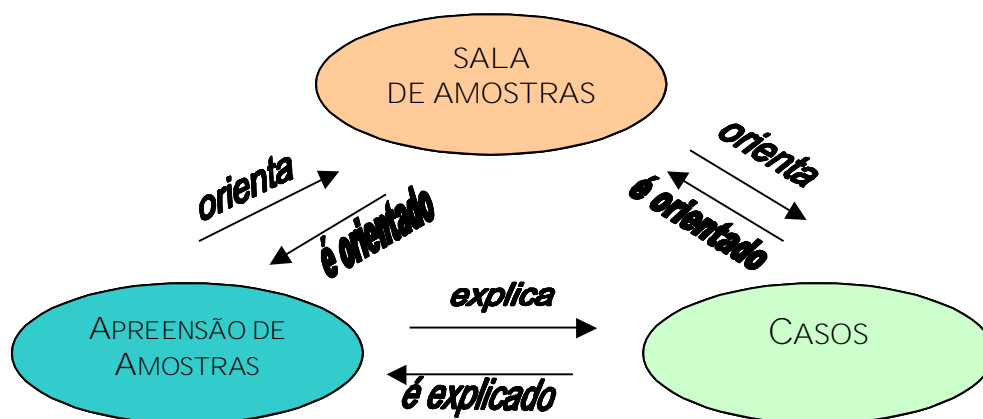 SALA
DE AMOSTRAS
orienta
orienta
é orientado
é orientado
explica
APREENSÃO DE
AMOSTRAS
CASOS
é explicado